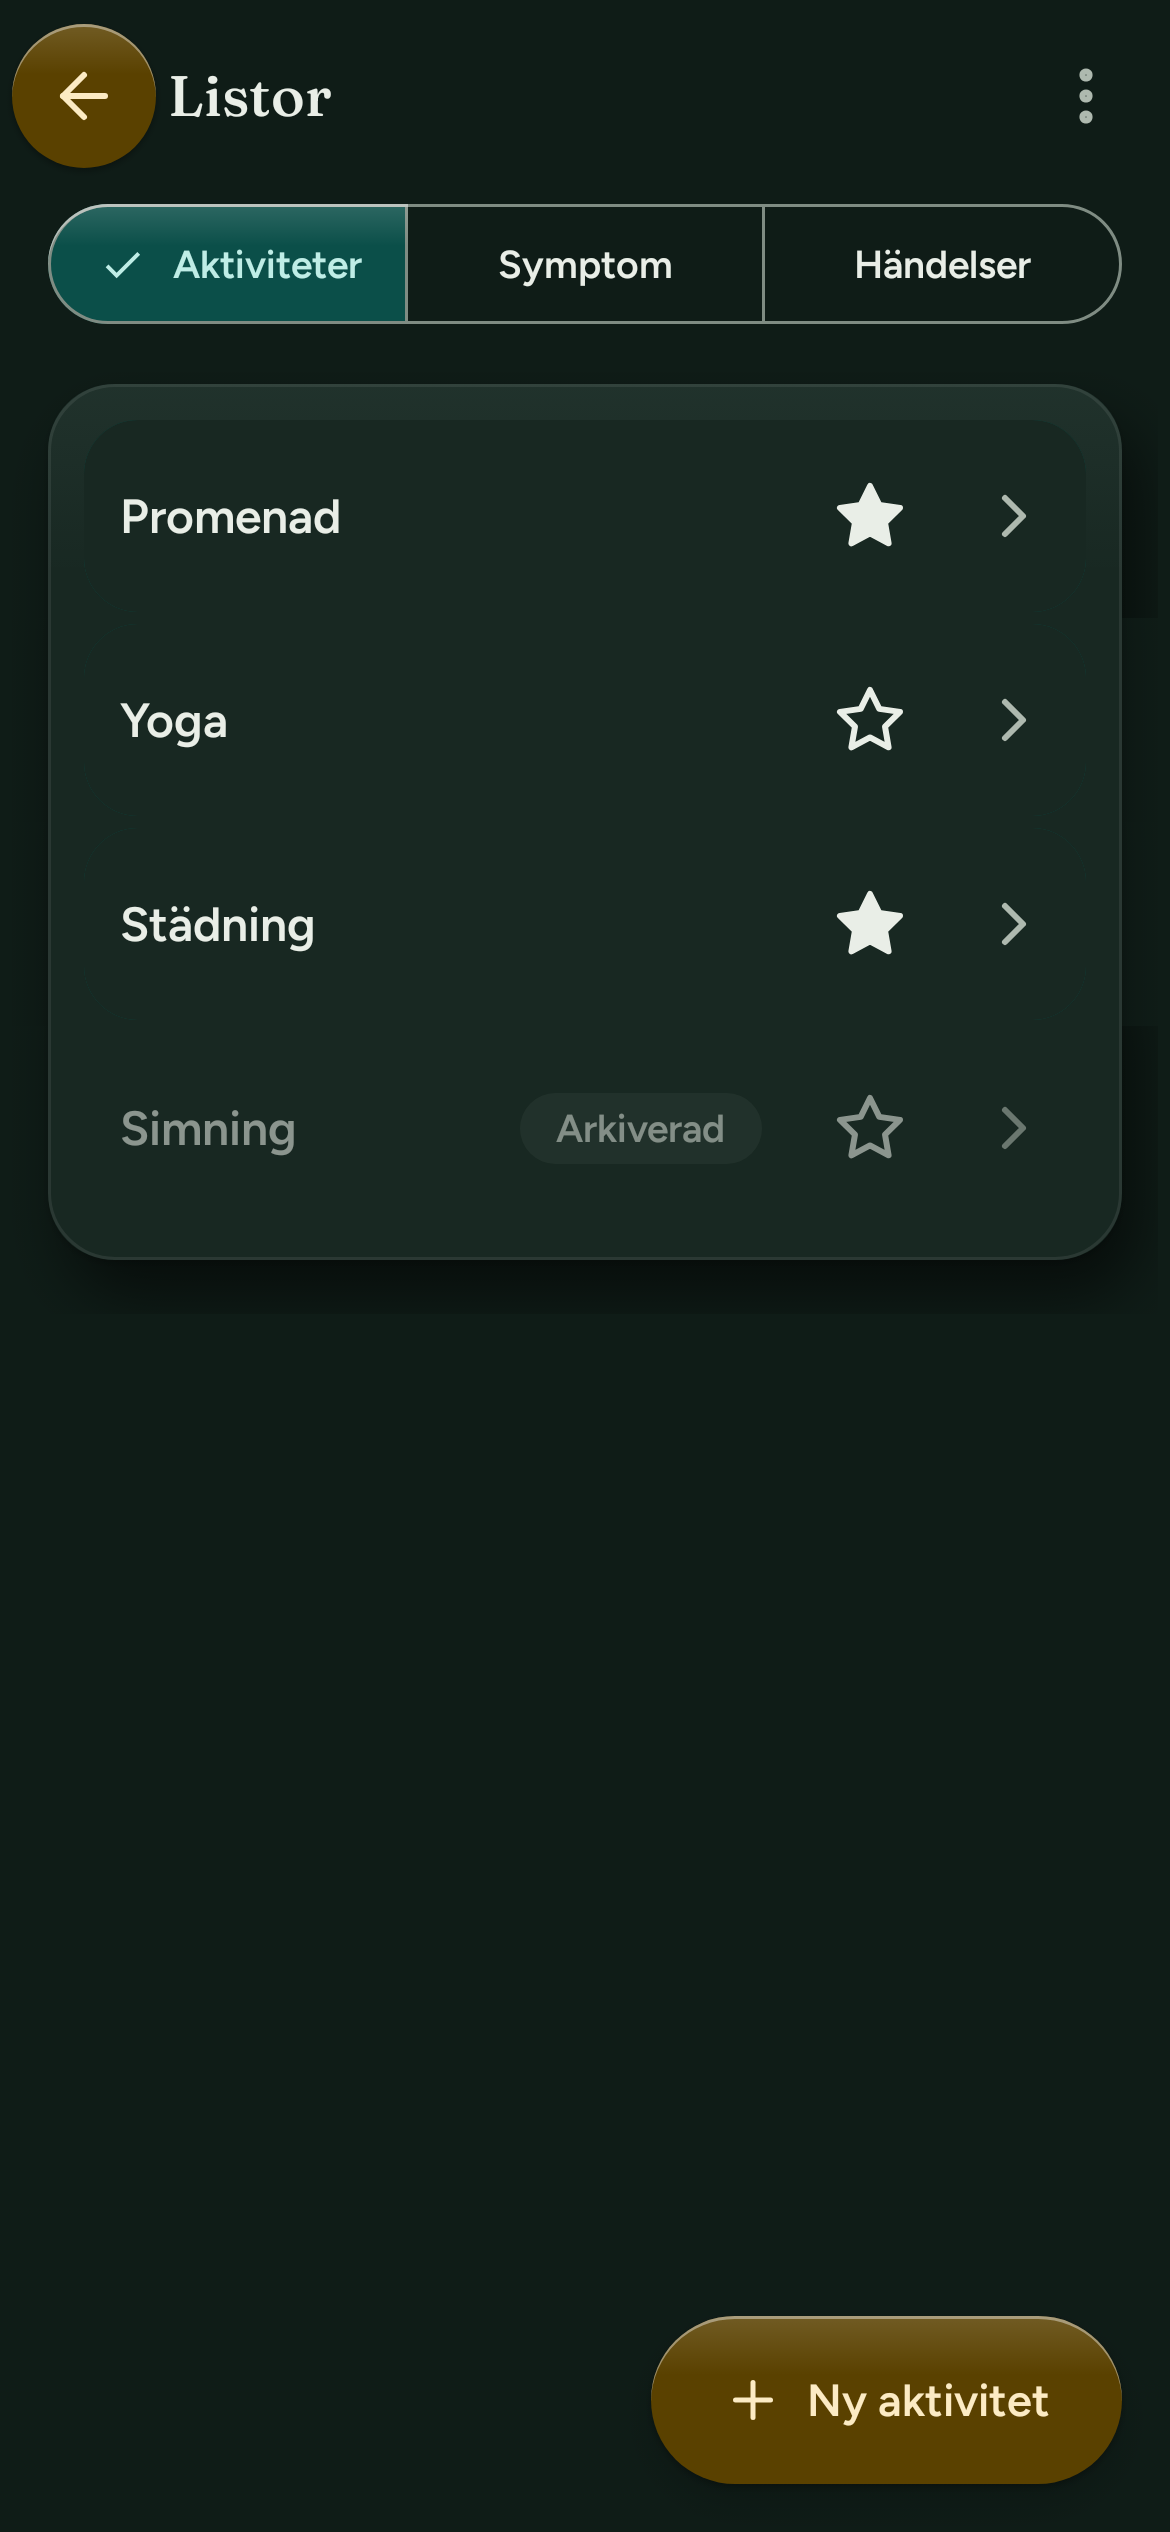 Listor
Aktiviteter
Symptom
Händelser
Promenad
Yoga
Städning
Simning
Arkiverad
Ny aktivitet